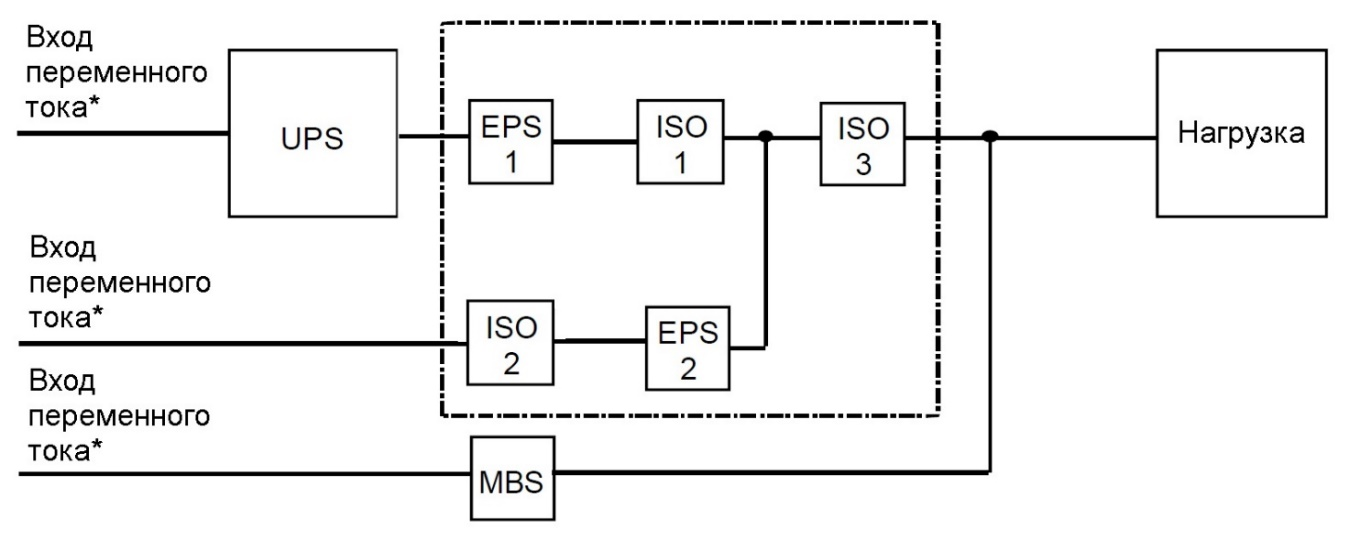 Вход
переменного
тока*
UPS
EPS
1
ISO
1
ISO
3
Нагрузка
Вход
переменного
тока*
ISO
2
EPS
2
Вход
переменного
тока*
MBS